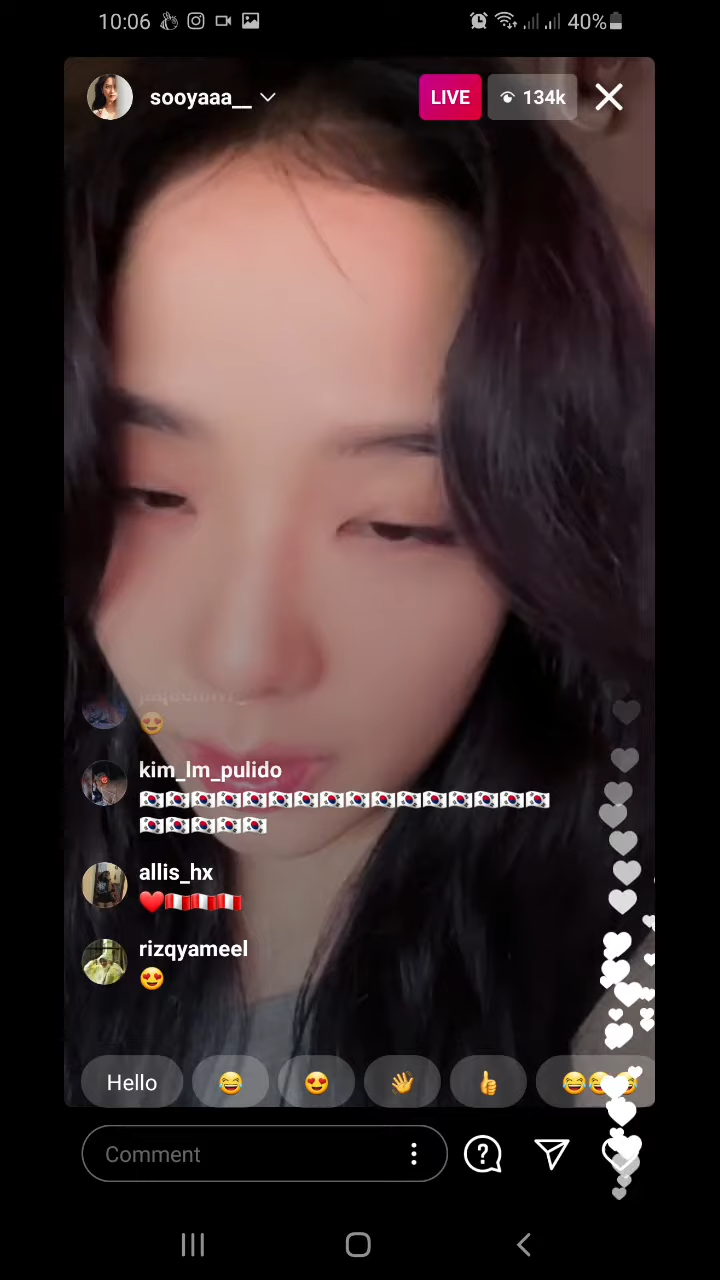 10:06
40%
sooyaaa__
LIVE
134k
kim_lm_pulido
allis_hx
rizqyameel
Hello
Comment